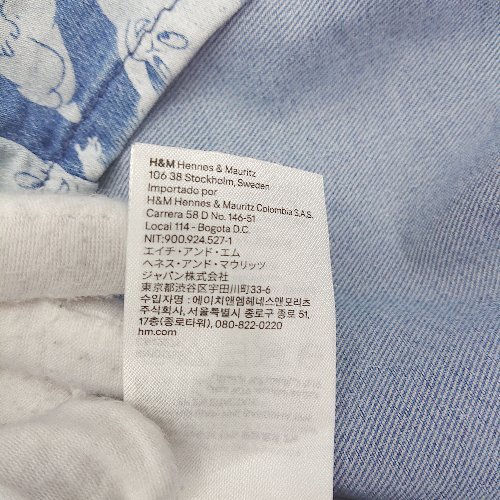 H&M Hennes & Mauritz
106 38 Stockholm, Sweden
Importado por
H&M Hennes & Mauritz Colombia S.A.S.
Carrera 58 D No. 146-51
Local 114 - Bogota D.C.
NIT:900.924.527-1
エイチ・アンド・エム
ヘネス・アンド・マウリッツ
ジャパン株式会社
東京都渋谷区宇田川町33-6
수입자명 : 에이치앤엠헤네스앤모리츠
주식회사, 서울특별시 종로구 종로 51,
17층(종로타워), 080-822-0220
hm.com